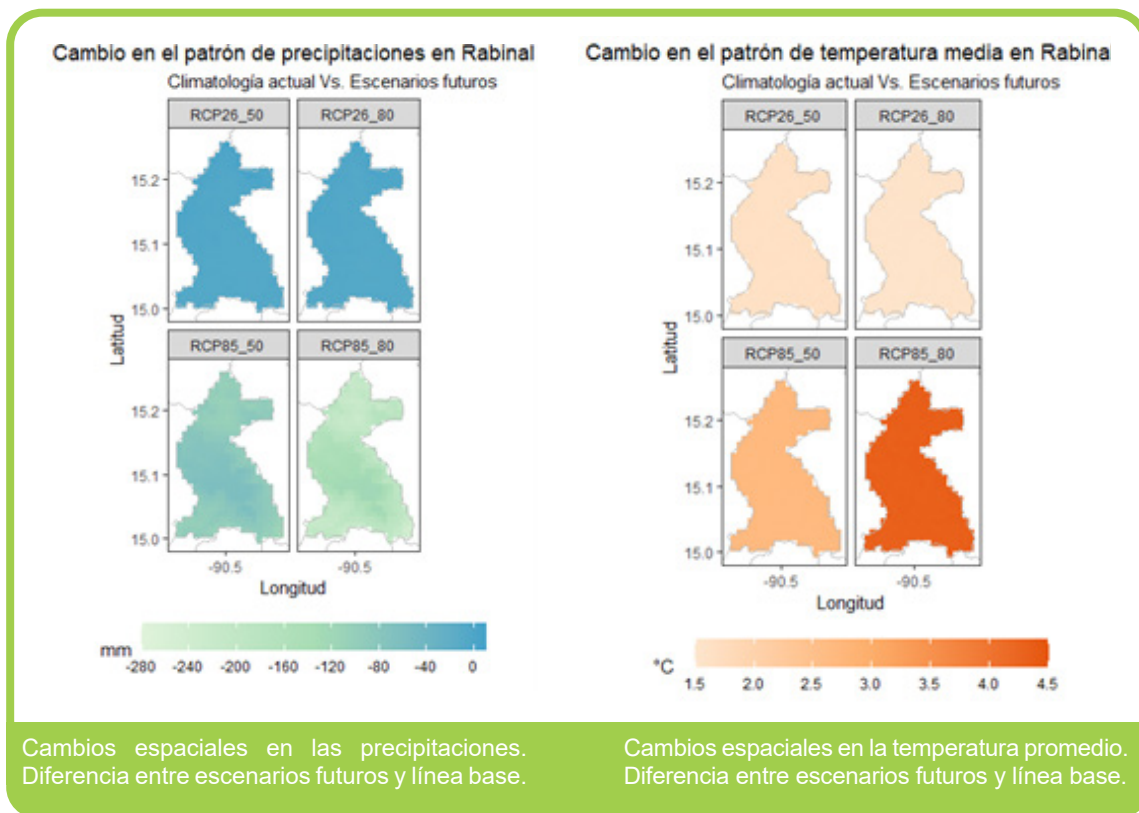 Cambio en el patrón de precipitaciones en Rabinal
Climatología actual Vs. Escenarios futuros
RCP26_50 RCP26_80
15.2
15.1
15.0
RCP85_50 RCP85_80
15.2
15.1
15.0
Latitud
-90.5 -90.5
Longitud
mm
-280 -240 -200 -160 -120 -80 -40 0
Cambio en el patrón de temperatura media en Rabina
Climatología actual Vs. Escenarios futuros
RCP26_50 RCP26_80
15.2
15.1
15.0
RCP85_50 RCP85_80
15.2
15.1
15.0
Latitud
-90.5 -90.5
Longitud
°C
1.5 2.0 2.5 3.0 3.5 4.0 4.5
Cambios espaciales en las precipitaciones.
Diferencia entre escenarios futuros y línea base.
Cambios espaciales en la temperatura promedio.
Diferencia entre escenarios futuros y línea base.